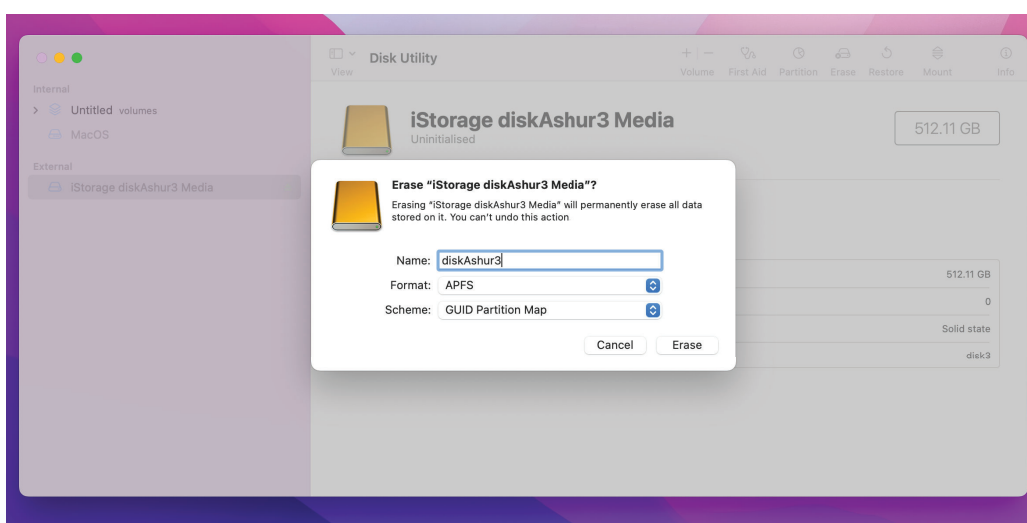 Disk Utility
View
Volume First Aid Partition Erase Restore Mount Info
Internal
Untitled volumes
MacOS
External
iStorage diskAshur3 Media
iStorage diskAshur3 Media
Uninitialised
512.11 GB
Erase “iStorage diskAshur3 Media”?
Erasing “iStorage diskAshur3 Media” will permanently erase all data
stored on it. You can’t undo this action
Name: diskAshur3
Format: APFS
Scheme: GUID Partition Map
Cancel Erase
512.11 GB
0
Solid state
disk3